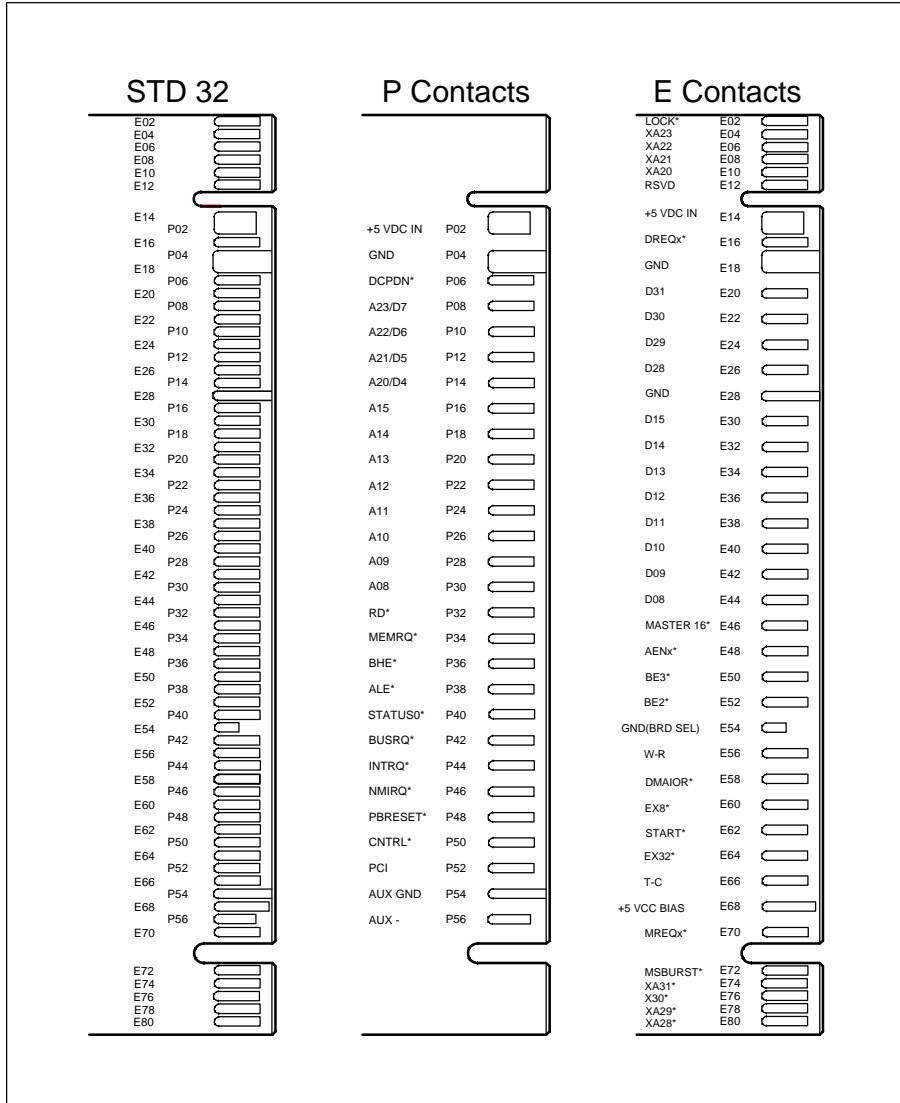 STD 32
E02
E04
E06
E08
E10
E12
E14
P02
E16
P04
E18
P06
E20
P08
E22
P10
E24
P12
E26
P14
E28
P16
E30
P18
E32
P20
E34
P22
E36
P24
E38
P26
E40
P28
E42
P30
E44
P32
E46
P34
E48
P36
E50
P38
E52
P40
E54
P42
E56
P44
E58
P46
E60
P48
E62
P50
E64
P52
E66
P54
E68
P56
E70
E72
E74
E76
E78
E80
P Contacts
+5 VDC IN P02
GND P04
DCPDN* P06
A23/D7 P08
A22/D6 P10
A21/D5 P12
A20/D4 P14
A15 P16
A14 P18
A13 P20
A12 P22
A11 P24
A10 P26
A09 P28
A08 P30
RD* P32
MEMRQ* P34
BHE* P36
ALE* P38
STATUS0* P40
BUSRQ* P42
INTRQ* P44
NMIRQ* P46
PBRESET* P48
CNTRL* P50
PCI P52
AUX GND P54
AUX - P56
E Contacts
LOCK* E02
XA23 E04
XA22 E06
XA21 E08
XA20 E10
RSVD E12
+5 VDC IN E14
DREQx* E16
GND E18
D31 E20
D30 E22
D29 E24
D28 E26
GND E28
D15 E30
D14 E32
D13 E34
D12 E36
D11 E38
D10 E40
D09 E42
D08 E44
MASTER 16* E46
AENx* E48
BE3* E50
BE2* E52
GND(BRD SEL) E54
W-R E56
DMAIOR* E58
EX8* E60
START* E62
EX32* E64
T-C E66
+5 VCC BIAS E68
MREQx* E70
MSBURST* E72
XA31* E74
X30* E76
XA29* E78
XA28* E80